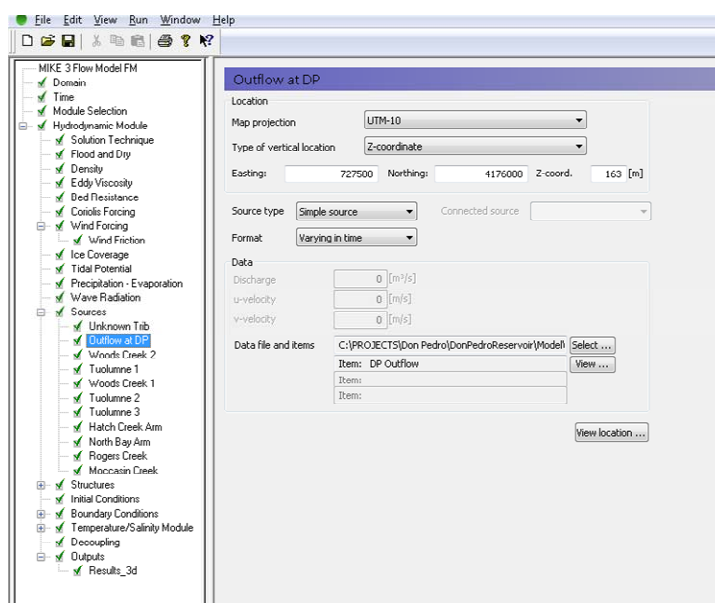 File Edit View Run Window Help
MIKE 3 Flow Model FM
Domain
Time
Module Selection
Hydrodynamic Module
Solution Technique
Flood and Dry
Density
Eddy Viscosity
Bed Resistance
Coriolis Forcing
Wind Forcing
Wind Friction
Ice Coverage
Tidal Potential
Precipitation - Evaporation
Wave Radiation
Sources
Unknown Trib
Outflow at DP
Woods Creek 2
Tuolumne 1
Woods Creek 1
Tuolumne 2
Tuolumne 3
Hatch Creek Arm
North Bay Arm
Rogers Creek
Moccasin Creek
Structures
Initial Conditions
Boundary Conditions
Temperature/Salinity Module
Decoupling
Outputs
Results_3d
Outflow at DP
Location
Map projection UTM-10
Type of vertical location Z-coordinate
Easting: 727500 Northing: 4176000 Z-coord. 163 [m]
Source type Simple source Connected source
Format Varying in time
Data
Discharge 0 [m³/s]
u-velocity 0 [m/s]
v-velocity 0 [m/s]
Data file and items C:\PROJECTS\Don Pedro\DonPedroReservoir\Model\ Select ...
Item: DP Outflow View ...
Item:
Item:
View location ...